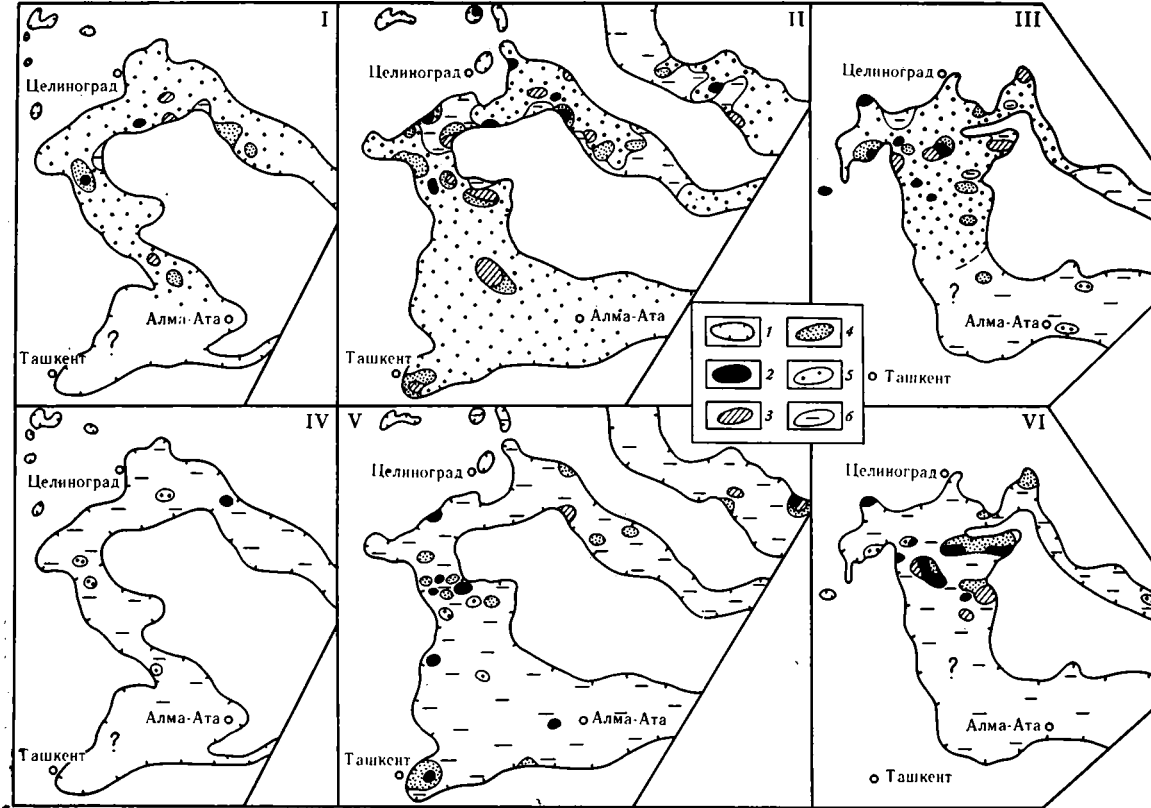 I
Целиноград
Алма-Ата
?
Ташкент
II
Целиноград
Алма-Ата
Ташкент
III
Целиноград
?
Алма-Ата
Ташкент
1
2
3
4
5
6
IV
Целиноград
Алма-Ата
?
Ташкент
V
Целиноград
Алма-Ата
Ташкент
VI
Целиноград
?
Алма-Ата
Ташкент